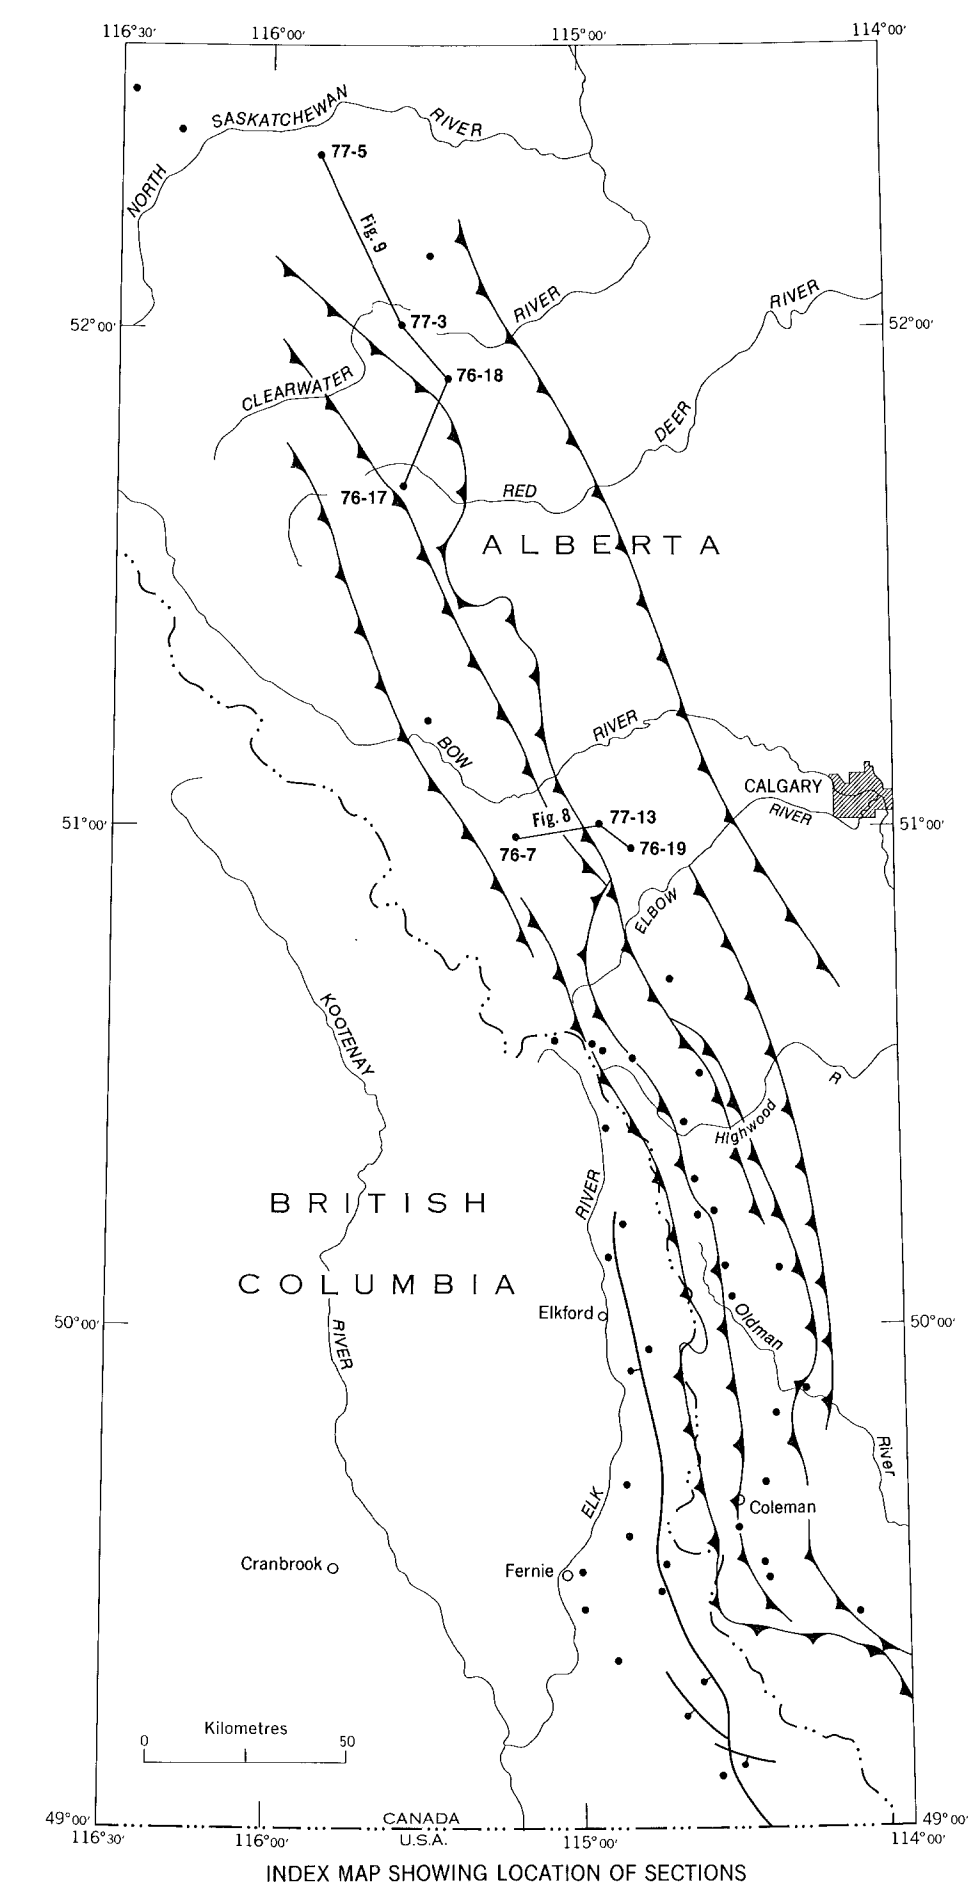 116°30′ 116°00′ 115°00′ 114°00′
SASKATCHEWAN RIVER
NORTH
77-5
Fig. 9
RIVER
RIVER
52°00′ 77-3 52°00′
76-18
CLEARWATER
DEER
76-17 RED
ALBERTA
RIVER
BOW
CALGARY
RIVER
Fig. 8 77-13
51°00′ 51°00′
76-7 76-19
ELBOW
KOOTENAY
R
Highwood
BRITISH
RIVER
COLUMBIA
Elkford
50°00′ 50°00′
Oldman
RIVER
River
ELK
Coleman
Cranbrook
Fernie
Kilometres
0 50
49°00′ CANADA 49°00′
116°30′ 116°00′ U.S.A. 115°00′ 114°00′
INDEX MAP SHOWING LOCATION OF SECTIONS